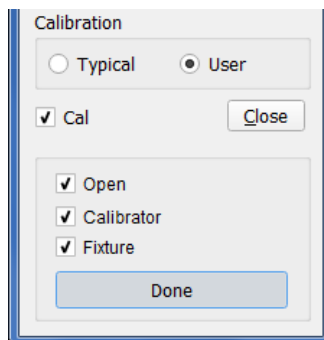 Calibration
Typical User
Cal Close
Open
Calibrator
Fixture
Done